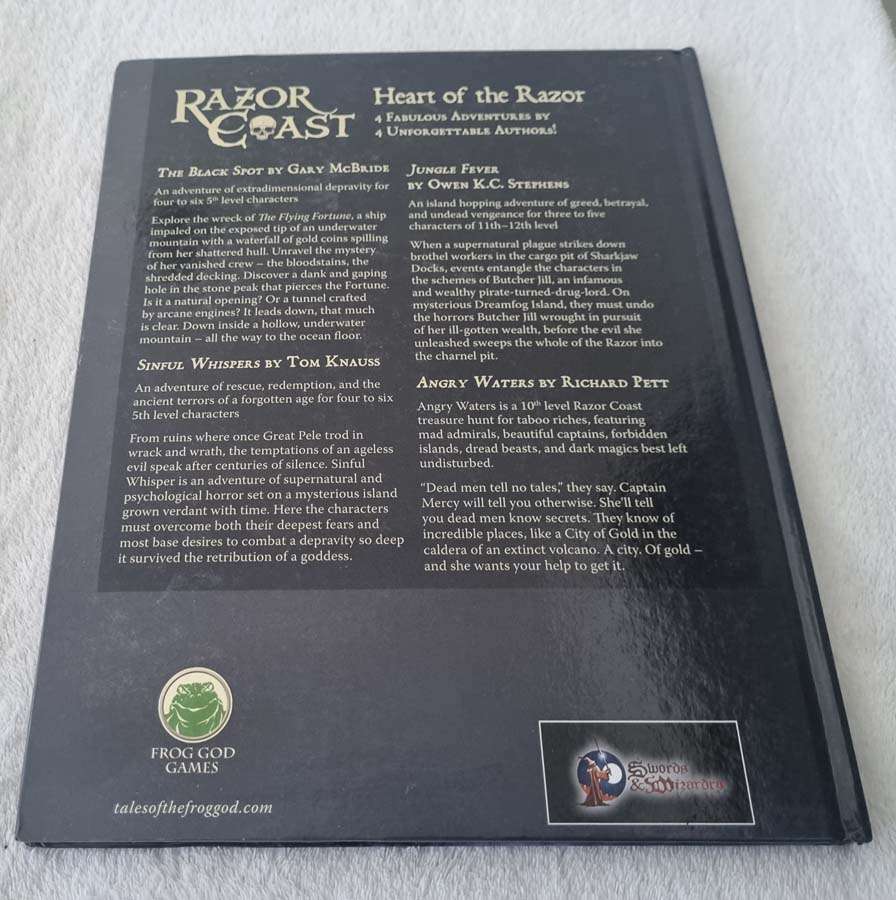 RAZOR
COAST
Heart of the Razor
4 Fabulous Adventures by
4 Unforgettable Authors!
The Black Spot by Gary McBride
An adventure of extradimensional depravity for
four to six 5th level characters
Explore the wreck of The Flying Fortune, a ship
impaled on the exposed tip of an underwater
mountain with a waterfall of gold coins spilling
from her shattered hull. Unravel the mystery
of her vanished crew – the bloodstains, the
shredded decking. Discover a dank and gaping
hole in the stone peak that pierces the Fortune.
Is it a natural opening? Or a tunnel crafted
by arcane engines? It leads down, that much
is clear. Down inside a hollow, underwater
mountain – all the way to the ocean floor.
Sinful Whispers by Tom Knauss
An adventure of rescue, redemption, and the
ancient terrors of a forgotten age for four to six
5th level characters
From ruins where once Great Pele trod in
wrack and wrath, the temptations of an ageless
evil speak after centuries of silence. Sinful
Whisper is an adventure of supernatural and
psychological horror set on a mysterious island
grown verdant with time. Here the characters
must overcome both their deepest fears and
most base desires to combat a depravity so deep
it survived the retribution of a goddess.
Jungle Fever
by Owen K.C. Stephens
An island hopping adventure of greed, betrayal,
and undead vengeance for three to five
characters of 11th–12th level
When a supernatural plague strikes down
brothel workers in the cargo pit of Sharkjaw
Docks, events entangle the characters in
the schemes of Butcher Jill, an infamous
and wealthy pirate-turned-drug-lord. On
mysterious Dreamfog Island, they must undo
the horrors Butcher Jill wrought in pursuit
of her ill-gotten wealth, before the evil she
unleashed sweeps the whole of the Razor into
the charnel pit.
Angry Waters by Richard Pett
Angry Waters is a 10th level Razor Coast
treasure hunt for taboo riches, featuring
mad admirals, beautiful captains, forbidden
islands, dread beasts, and dark magics best left
undisturbed.
“Dead men tell no tales,” they say. Captain
Mercy will tell you otherwise. She'll tell
you dead men know secrets. They know of
incredible places, like a City of Gold in the
caldera of an extinct volcano. A city. Of gold –
and she wants your help to get it.
FROG GOD
GAMES
talesofthefroggod.com
Swords
& Wizardry